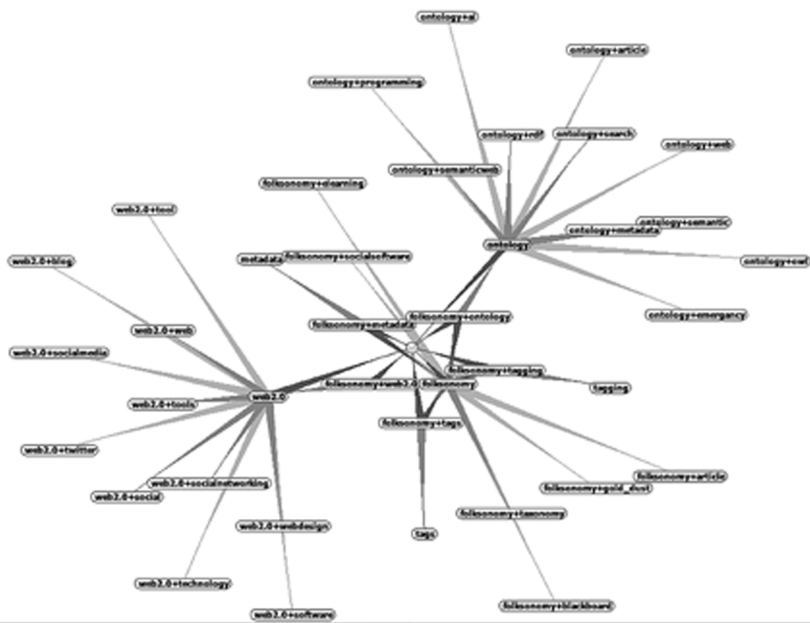 ontology+ai
ontology+article
ontology+programming
ontology+rdf
ontology+search
ontology+web
ontology+semanticweb
folksonomy+elearning
web2.0+tool
ontology+semantic
ontology+metadata
ontology
metadata
folksonomy+socialsoftware
web2.0+blog
ontology+owl
ontology+emergancy
folksonomy+ontology
folksonomy+metadata
web2.0+web
web2.0+socialmedia
folksonomy+tagging
folksonomy+web2.0
folksonomy
tagging
web2.0
web2.0+tools
folksonomy+tags
web2.0+twitter
folksonomy+article
web2.0+socialnetworking
folksonomy+gold_dust
web2.0+social
folksonomy+taxonomy
web2.0+webdesign
tags
web2.0+technology
folksonomy+blackboard
web2.0+software